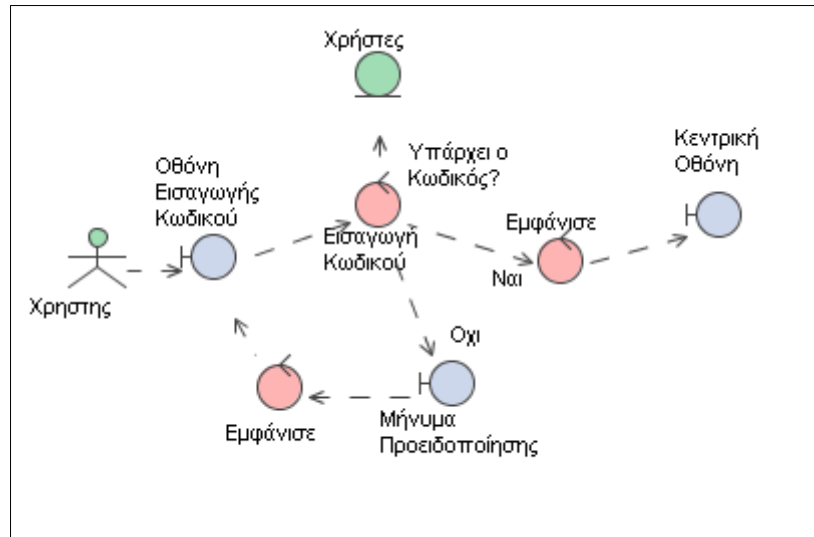 Χρήστες
Υπάρχει ο
Κωδικός?
Κεντρική
Οθόνη
Οθόνη
Εισαγωγής
Κωδικού
Εισαγωγή
Κωδικού
Εμφάνισε
Ναι
Χρηστης
Οχι
Εμφάνισε
Μήνυμα
Προειδοποίησης